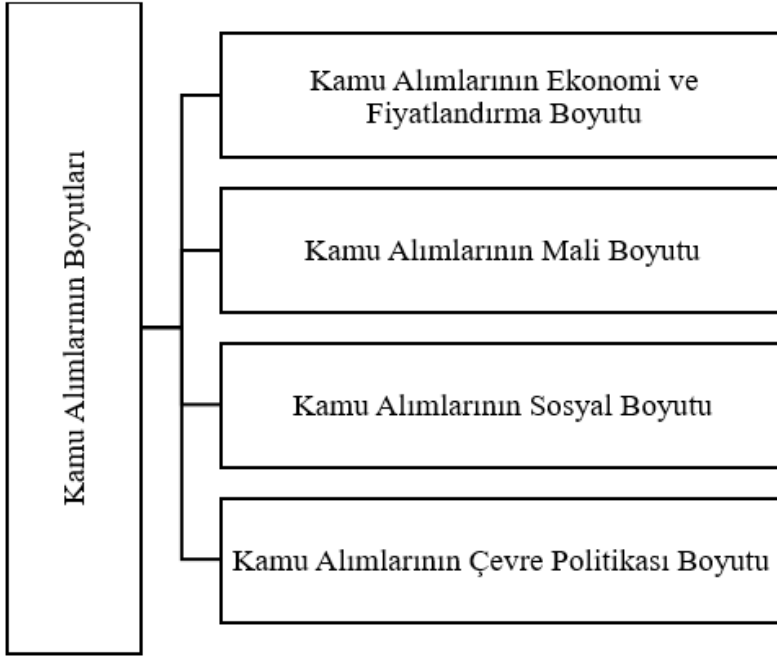 Kamu Alımlarının Boyutları
Kamu Alımlarının Ekonomi ve
Fiyatlandırma Boyutu
Kamu Alımlarının Mali Boyutu
Kamu Alımlarının Sosyal Boyutu
Kamu Alımlarının Çevre Politikası Boyutu